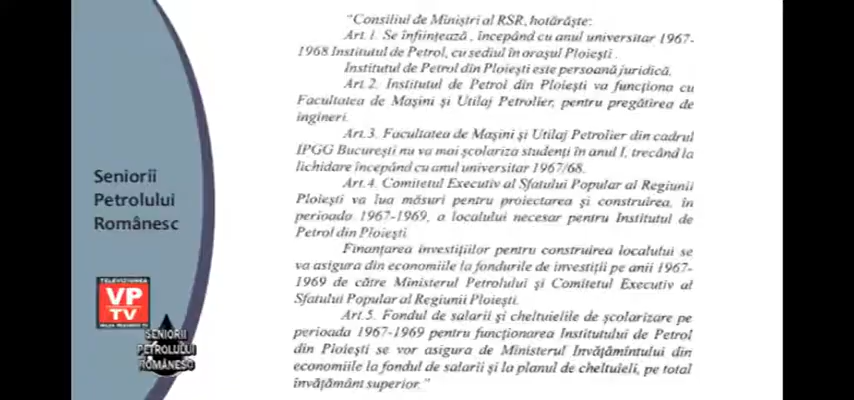 "Consiliul de Miniştri al RSR, hotărăşte:
Art.1. Se înfiinţează , începând cu anul universitar 1967-
1968 Institutul de Petrol, cu sediul în oraşul Ploieşti .
Institutul de Petrol din Ploieşti este persoană juridică.
Art.2. Institutul de Petrol din Ploieşti va funcţiona cu
Facultatea de Maşini şi Utilaj Petrolier, pentru pregătirea de
ingineri.
Art.3. Facultatea de Maşini şi Utilaj Petrolier din cadrul
IPGG Bucureşti nu va mai şcolariza studenţi în anul I, trecând la
lichidare începând cu anul universitar 1967/68.
Art.4. Comitetul Executiv al Sfatului Popular al Regiunii
Ploieşti va lua măsuri pentru proiectarea şi construirea, în
perioada 1967-1969, a localului necesar pentru Institutul de
Petrol din Ploieşti.
Finanţarea investiţiilor pentru construirea localului se
va asigura din economiile la fondurile de investiţii pe anii 1967-
1969 de către Ministerul Petrolului şi Comitetul Executiv al
Sfatului Popular al Regiunii Ploieşti.
Art.5. Fondul de salarii şi cheltuielile de şcolarizare pe
perioada 1967-1969 pentru funcţionarea Institutului de Petrol
din Ploieşti se vor asigura de Ministerul Invăţămîntului din
economiile la fondul de salarii şi la planul de cheltuieli, pe total
învăţământ superior."
Seniorii
Petrolului
Românesc
TELEVIZIUNEA
VP
TV
SENIORII
PETROLULUI
ROMÂNESC